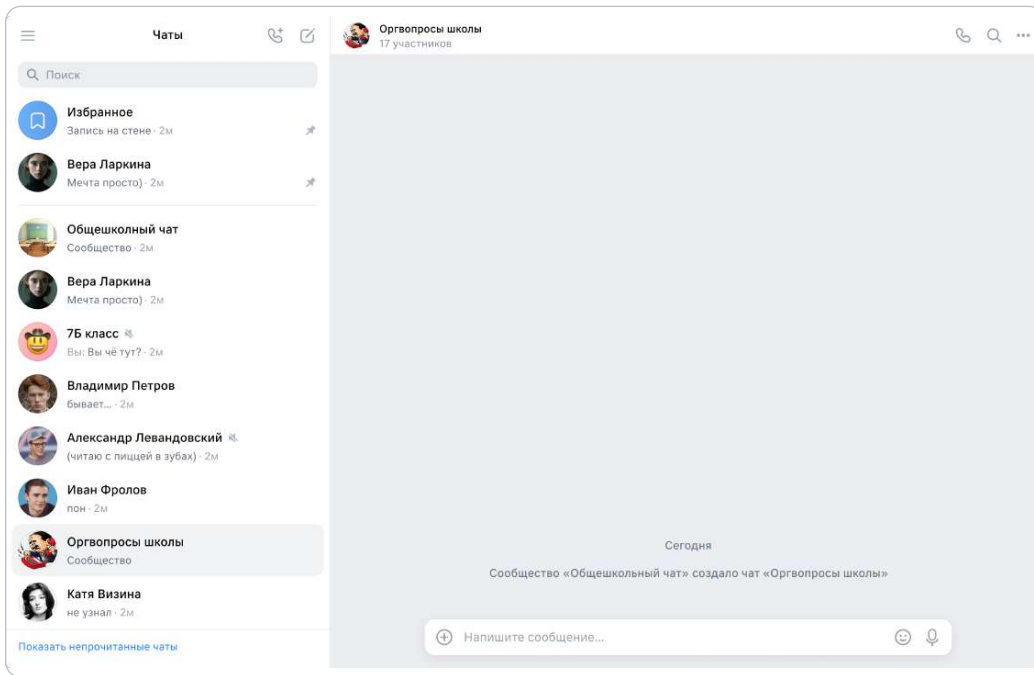 Чаты
Поиск
Избранное
Запись на стене · 2м
Вера Ларкина
Мечта просто) · 2м
Общешколный чат
Сообщество · 2м
Вера Ларкина
Мечта просто) · 2м
7Б класс
Вы: Вы чё тут? · 2м
Владимир Петров
бывает... · 2м
Александр Левандовский
(читаю с пиццей в зубах) · 2м
Иван Фролов
пон · 2м
Оргвопросы школы
Сообщество
Катя Визина
не узнал · 2м
Показать непрочитанные чаты
Оргвопросы школы
17 участников
Сегодня
Сообщество «Общешкольный чат» создало чат «Оргвопросы школы»
Напишите сообщение...